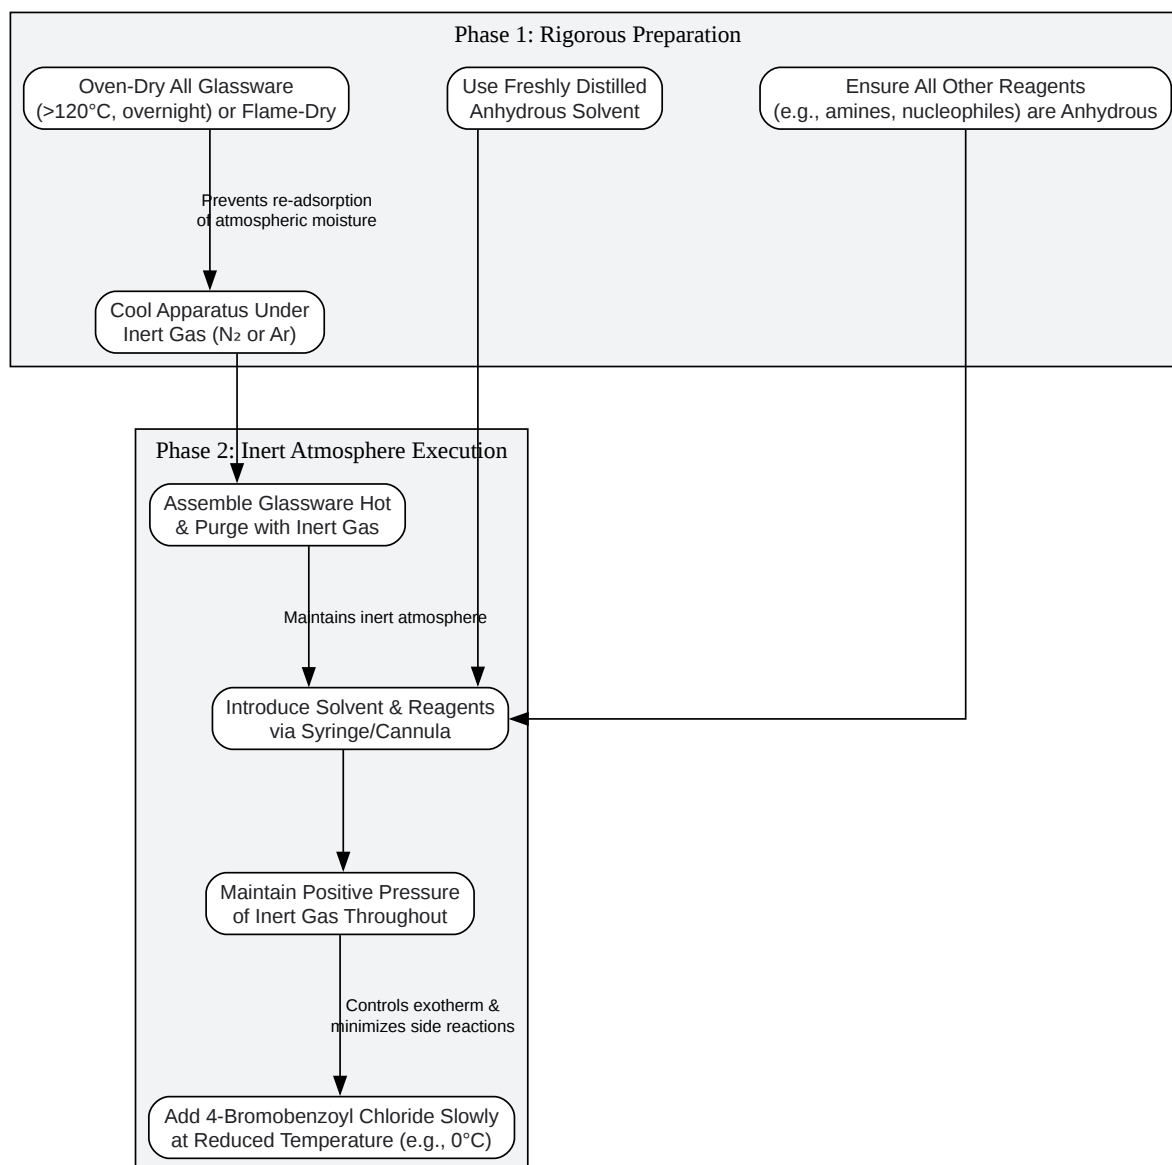 Phase 1: Rigorous Preparation
Oven-Dry All Glassware
(>120°C, overnight) or Flame-Dry
Use Freshly Distilled
Anhydrous Solvent
Ensure All Other Reagents
(e.g., amines, nucleophiles) are Anhydrous
Prevents re-adsorption
of atmospheric moisture
Cool Apparatus Under
Inert Gas (N₂ or Ar)
Phase 2: Inert Atmosphere Execution
Assemble Glassware Hot
& Purge with Inert Gas
Maintains inert atmosphere
Introduce Solvent & Reagents
via Syringe/Cannula
Maintain Positive Pressure
of Inert Gas Throughout
Controls exotherm &
minimizes side reactions
Add 4-Bromobenzoyl Chloride Slowly
at Reduced Temperature (e.g., 0°C)